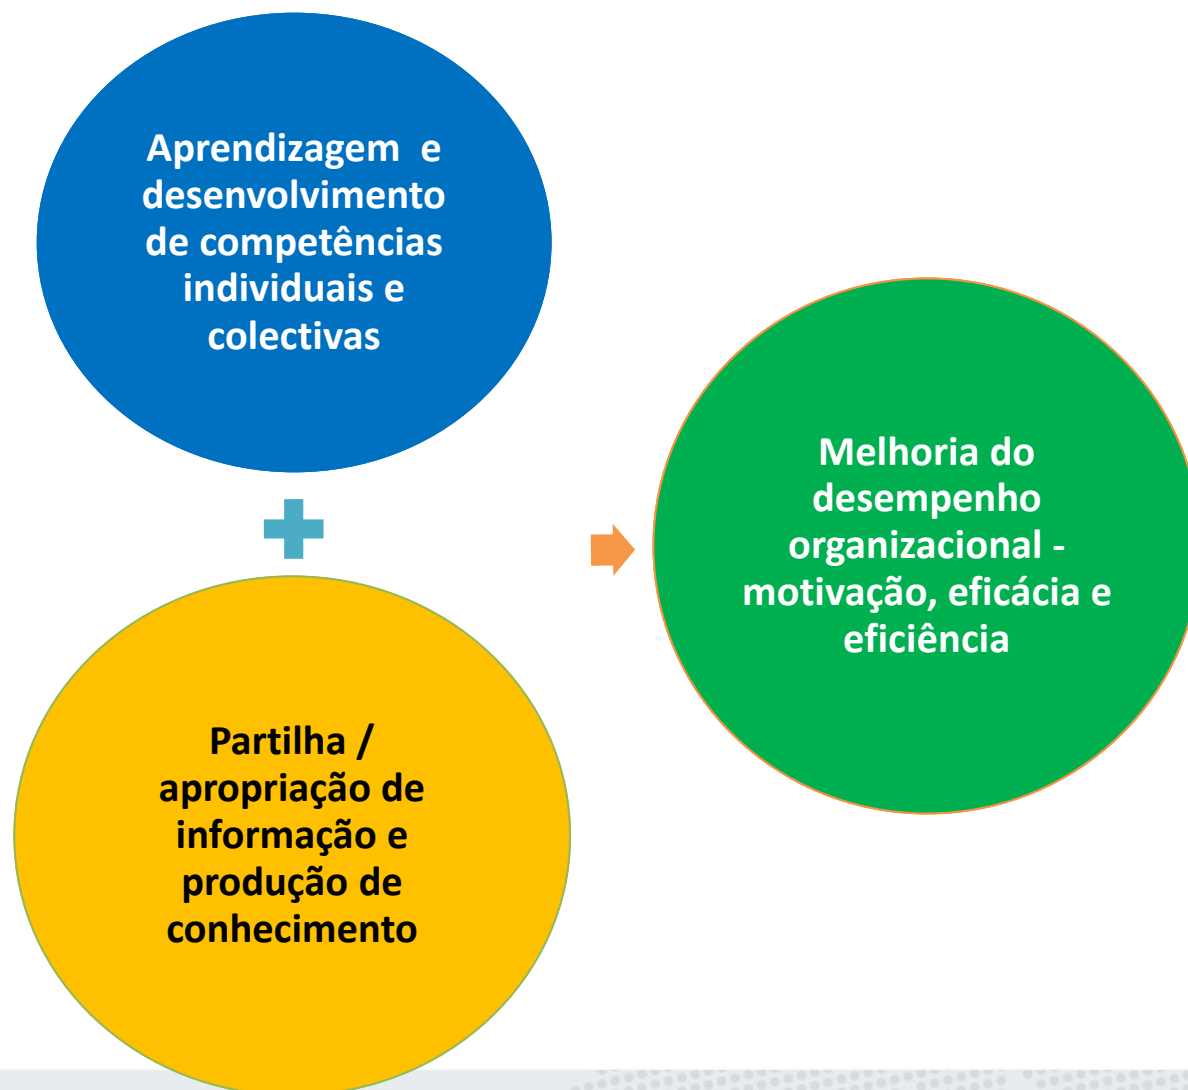 Aprendizagem e
desenvolvimento
de competências
individuais e
colectivas
Partilha /
apropriação de
informação e
produção de
conhecimento
Melhoria do
desempenho
organizacional -
motivação, eficácia e
eficiência